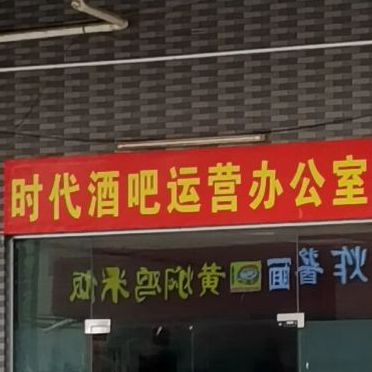 时代酒吧运营办公室
炸酱面 黄焖鸡米饭